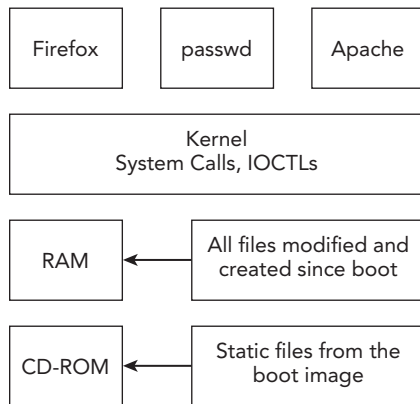 Firefox
passwd
Apache
Kernel
System Calls, IOCTLs
RAM
All files modified and
created since boot
CD-ROM
Static files from the
boot image